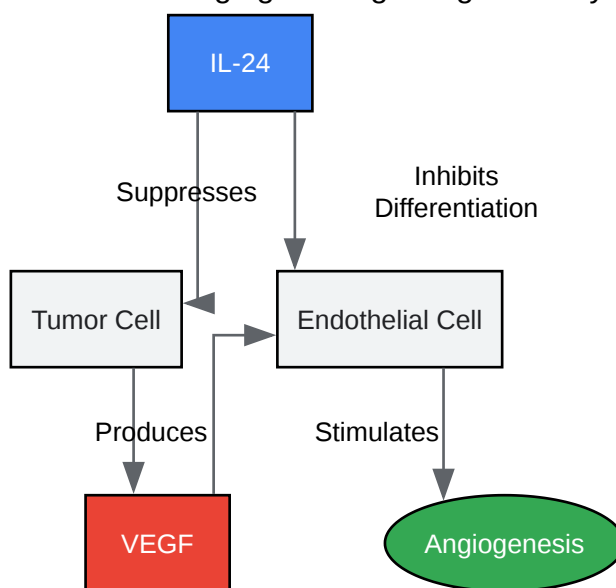 IL-24
Suppresses
Inhibits
Differentiation
Tumor Cell
Endothelial Cell
Produces
Stimulates
VEGF
Angiogenesis